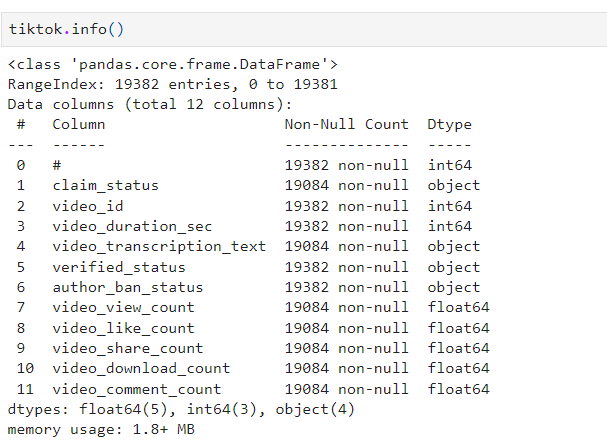 tiktok.info()
<class 'pandas.core.frame.DataFrame'>
RangeIndex: 19382 entries, 0 to 19381
Data columns (total 12 columns):
 #   Column                    Non-Null Count  Dtype
---  ------                    --------------  -----
 0   #                         19382 non-null  int64
 1   claim_status              19084 non-null  object
 2   video_id                  19382 non-null  int64
 3   video_duration_sec        19382 non-null  int64
 4   video_transcription_text  19084 non-null  object
 5   verified_status           19382 non-null  object
 6   author_ban_status         19382 non-null  object
 7   video_view_count          19084 non-null  float64
 8   video_like_count          19084 non-null  float64
 9   video_share_count         19084 non-null  float64
 10  video_download_count      19084 non-null  float64
 11  video_comment_count       19084 non-null  float64
dtypes: float64(5), int64(3), object(4)
memory usage: 1.8+ MB